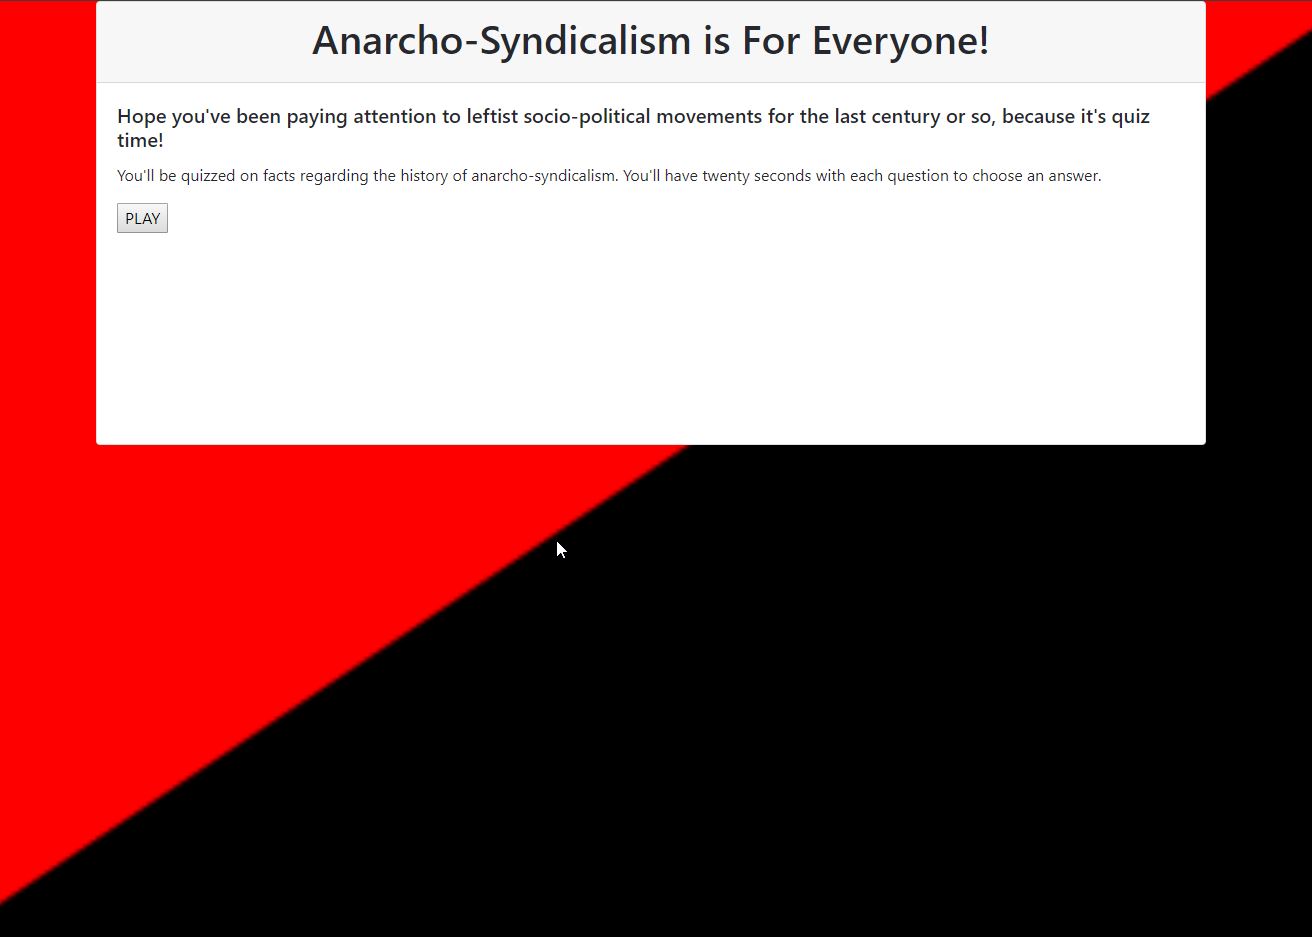 Anarcho-Syndicalism is For Everyone!
Hope you've been paying attention to leftist socio-political movements for the last century or so, because it's quiz
time!
You'll be quizzed on facts regarding the history of anarcho-syndicalism. You'll have twenty seconds with each question to choose an answer.
PLAY